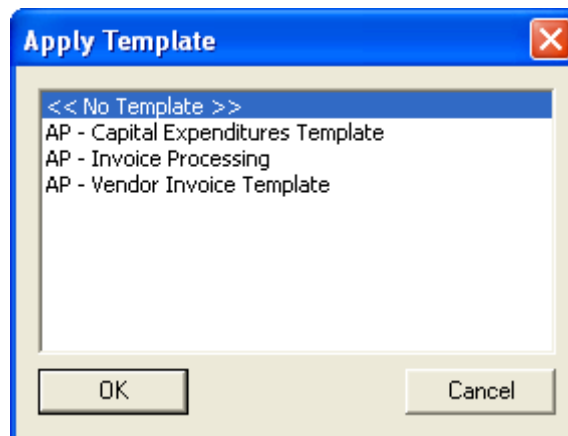 Apply Template
<< No Template >>
AP - Capital Expenditures Template
AP - Invoice Processing
AP - Vendor Invoice Template
OK
Cancel